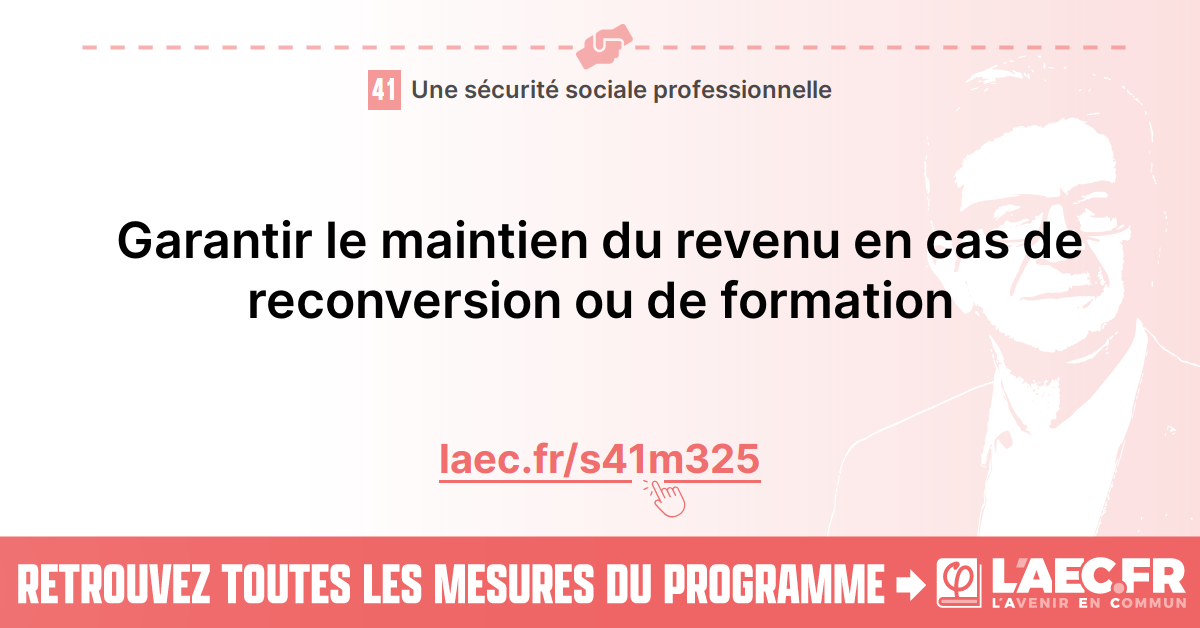 41 Une sécurité sociale professionnelle
Garantir le maintien du revenu en cas de
reconversion ou de formation
laec.fr/s41m325
RETROUVEZ TOUTES LES MESURES DU PROGRAMME
φ L'AEC.FR
L'AVENIR EN COMMUN